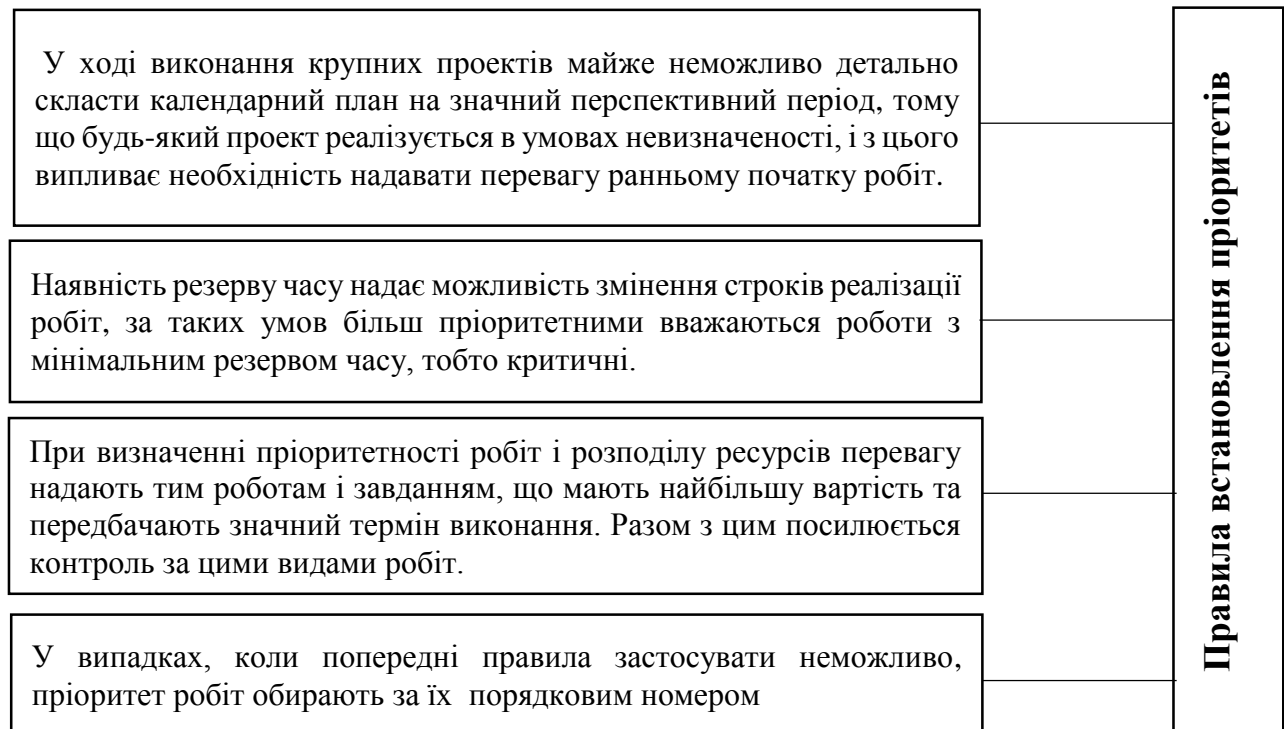 У ході виконання крупних проектів майже неможливо детально
скласти календарний план на значний перспективний період, тому
що будь-який проект реалізується в умовах невизначеності, і з цього
випливає необхідність надавати перевагу ранньому початку робіт.
Наявність резерву часу надає можливість змінення строків реалізації
робіт, за таких умов більш пріоритетними вважаються роботи з
мінімальним резервом часу, тобто критичні.
При визначенні пріоритетності робіт і розподілу ресурсів перевагу
надають тим роботам і завданням, що мають найбільшу вартість та
передбачають значний термін виконання. Разом з цим посилюється
контроль за цими видами робіт.
У випадках, коли попередні правила застосувати неможливо,
пріоритет робіт обирають за їх порядковим номером
Правила встановлення пріоритетів